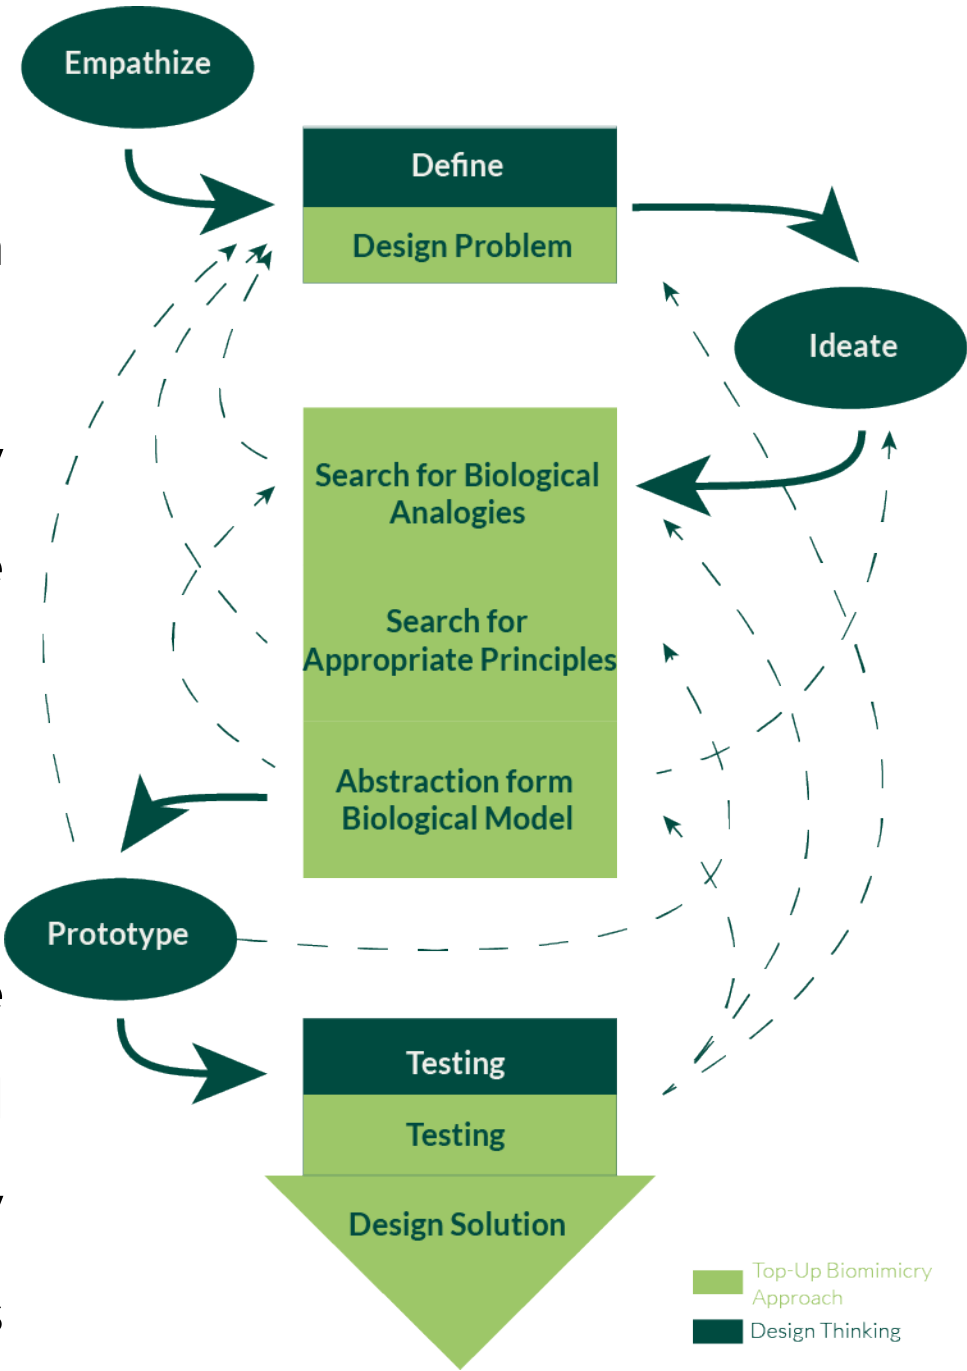 Empathize
Define
Design Problem
Ideate
Search for Biological
Analogies
Search for
Appropriate Principles
Abstraction form
Biological Model
Prototype
Testing
Testing
Design Solution
Top-Up Biomimicry
Approach
Design Thinking